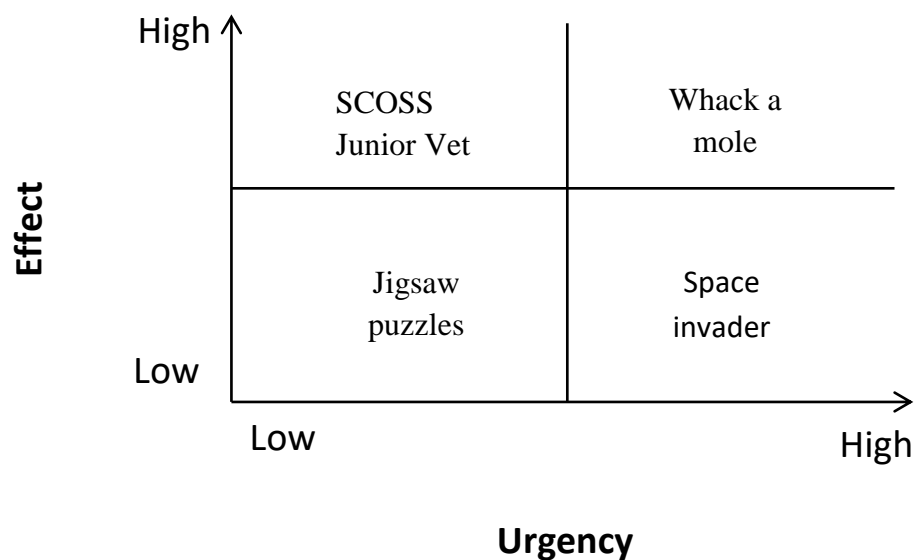 High
SCOSS
Junior Vet
Whack a
mole
Effect
Jigsaw
puzzles
Space
invader
Low
Low
High
Urgency